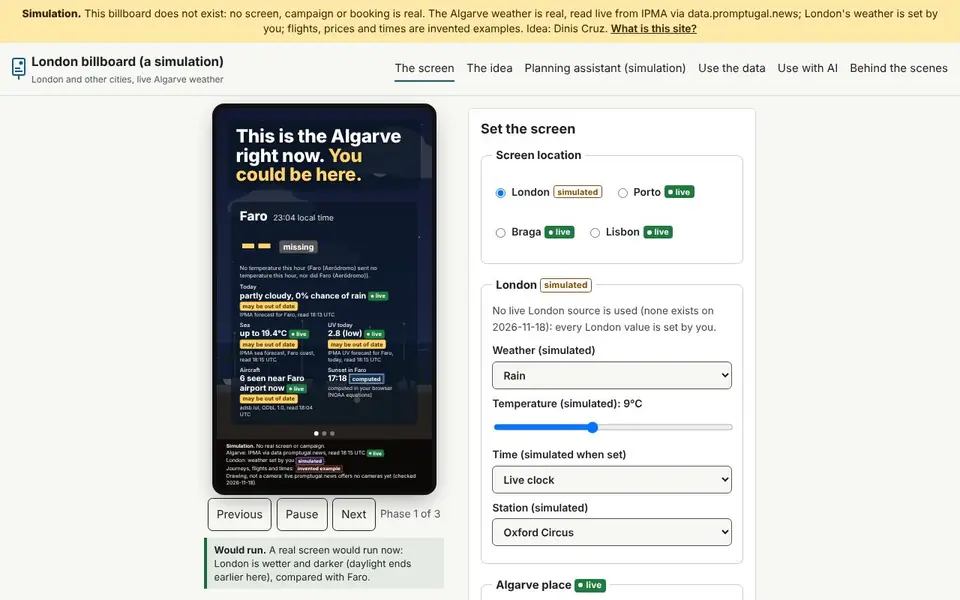 Simulation. This billboard does not exist: no screen, campaign or booking is real. The Algarve weather is real, read live from IPMA via data.promptugal.news; London's weather is set by
you; flights, prices and times are invented examples. Idea: Dinis Cruz. What is this site?
London billboard (a simulation)
London and other cities, live Algarve weather
The screen
The idea
Planning assistant (simulation)
Use the data
Use with AI
Behind the scenes
This is the Algarve
right now. You
could be here.
Faro 23:04 local time
missing
No temperature this hour (Faro (Aeródromo) sent no
temperature this hour, nor did Faro (Aeródromo)).
Today
partly cloudy, 0% chance of rain live
may be out of date
IPMA forecast for Faro, read 18:13 UTC
Sea
up to 19.4°C live
may be out of date
IPMA sea forecast, Faro coast,
read 18:15 UTC
UV today
2.8 (low) live
may be out of date
IPMA UV forecast for Faro,
today, read 18:15 UTC
Aircraft
6 seen near Faro
airport now live
may be out of date
adsb.lol, ODbL 1.0, read 18:04
UTC
Sunset in Faro
17:18 computed
computed in your browser
(NOAA equations)
Simulation. No real screen or campaign.
Algarve: IPMA via data.promptugal.news, read 18:15 UTC live
London: weather set by you simulated
Journeys, flights and times: invented example
Drawing, not a camera: live.promptugal.news offers no cameras yet (checked
2026-11-18).
Previous
Pause
Next
Phase 1 of 3
Would run. A real screen would run now:
London is wetter and darker (daylight ends
earlier here), compared with Faro.
Set the screen
Screen location
London simulated
Porto live
Braga live
Lisbon live
London simulated
No live London source is used (none exists on
2026-11-18): every London value is set by you.
Weather (simulated)
Rain
Temperature (simulated): 9°C
Time (simulated when set)
Live clock
Station (simulated)
Oxford Circus
Algarve place live